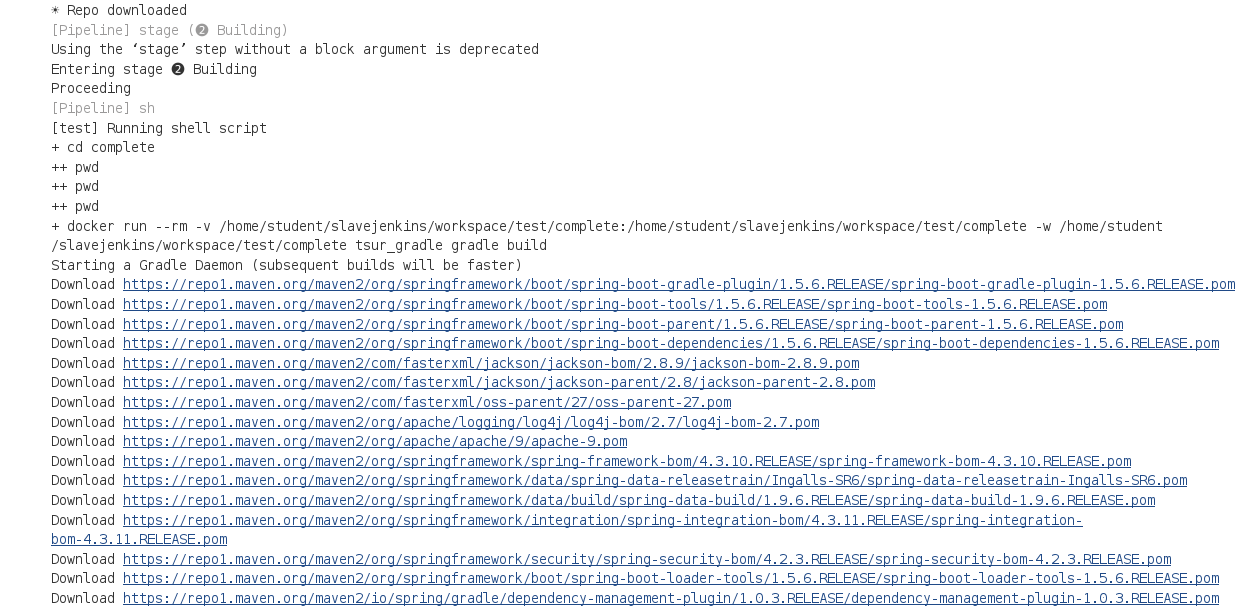 ☀ Repo downloaded
[Pipeline] stage (❷ Building)
Using the ‘stage’ step without a block argument is deprecated
Entering stage ❷ Building
Proceeding
[Pipeline] sh
[test] Running shell script
+ cd complete
++ pwd
++ pwd
++ pwd
+ docker run --rm -v /home/student/slavejenkins/workspace/test/complete:/home/student/slavejenkins/workspace/test/complete -w /home/student
/slavejenkins/workspace/test/complete tsur_gradle gradle build
Starting a Gradle Daemon (subsequent builds will be faster)
Download https://repo1.maven.org/maven2/org/springframework/boot/spring-boot-gradle-plugin/1.5.6.RELEASE/spring-boot-gradle-plugin-1.5.6.RELEASE.pom
Download https://repo1.maven.org/maven2/org/springframework/boot/spring-boot-tools/1.5.6.RELEASE/spring-boot-tools-1.5.6.RELEASE.pom
Download https://repo1.maven.org/maven2/org/springframework/boot/spring-boot-parent/1.5.6.RELEASE/spring-boot-parent-1.5.6.RELEASE.pom
Download https://repo1.maven.org/maven2/org/springframework/boot/spring-boot-dependencies/1.5.6.RELEASE/spring-boot-dependencies-1.5.6.RELEASE.pom
Download https://repo1.maven.org/maven2/com/fasterxml/jackson/jackson-bom/2.8.9/jackson-bom-2.8.9.pom
Download https://repo1.maven.org/maven2/com/fasterxml/jackson/jackson-parent/2.8/jackson-parent-2.8.pom
Download https://repo1.maven.org/maven2/com/fasterxml/oss-parent/27/oss-parent-27.pom
Download https://repo1.maven.org/maven2/org/apache/logging/log4j/log4j-bom/2.7/log4j-bom-2.7.pom
Download https://repo1.maven.org/maven2/org/apache/apache/9/apache-9.pom
Download https://repo1.maven.org/maven2/org/springframework/spring-framework-bom/4.3.10.RELEASE/spring-framework-bom-4.3.10.RELEASE.pom
Download https://repo1.maven.org/maven2/org/springframework/data/spring-data-releasetrain/Ingalls-SR6/spring-data-releasetrain-Ingalls-SR6.pom
Download https://repo1.maven.org/maven2/org/springframework/data/build/spring-data-build/1.9.6.RELEASE/spring-data-build-1.9.6.RELEASE.pom
Download https://repo1.maven.org/maven2/org/springframework/integration/spring-integration-bom/4.3.11.RELEASE/spring-integration-
bom-4.3.11.RELEASE.pom
Download https://repo1.maven.org/maven2/org/springframework/security/spring-security-bom/4.2.3.RELEASE/spring-security-bom-4.2.3.RELEASE.pom
Download https://repo1.maven.org/maven2/org/springframework/boot/spring-boot-loader-tools/1.5.6.RELEASE/spring-boot-loader-tools-1.5.6.RELEASE.pom
Download https://repo1.maven.org/maven2/io/spring/gradle/dependency-management-plugin/1.0.3.RELEASE/dependency-management-plugin-1.0.3.RELEASE.pom